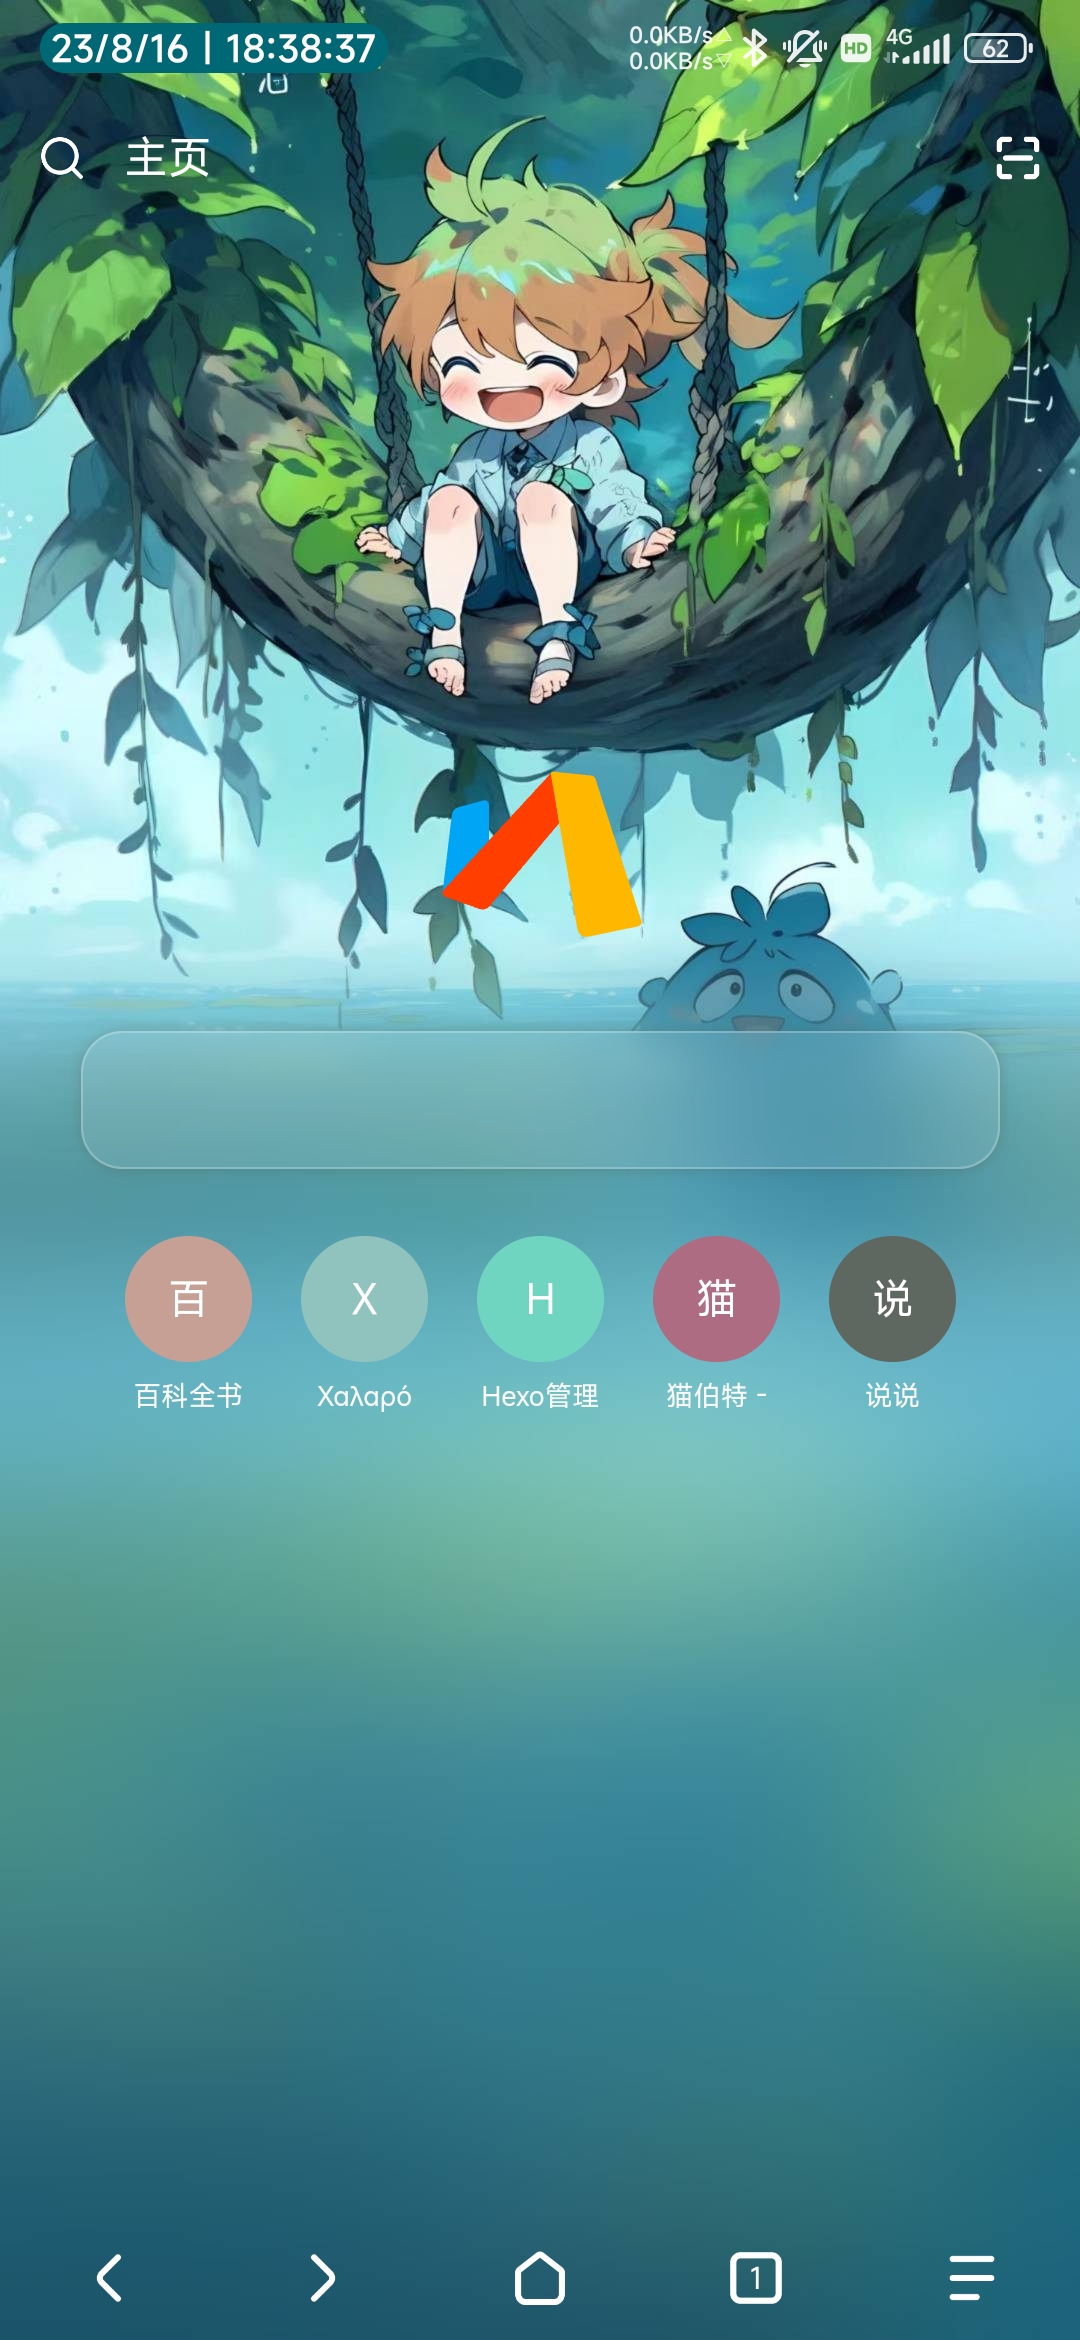 23/8/16 | 18:38:37
0.0KB/s△
0.0KB/s▽
HD
4G
62
主页
百
X
H
猫
说
百科全书
Χαλαρό
Hexo管理
猫伯特 -
说说
1